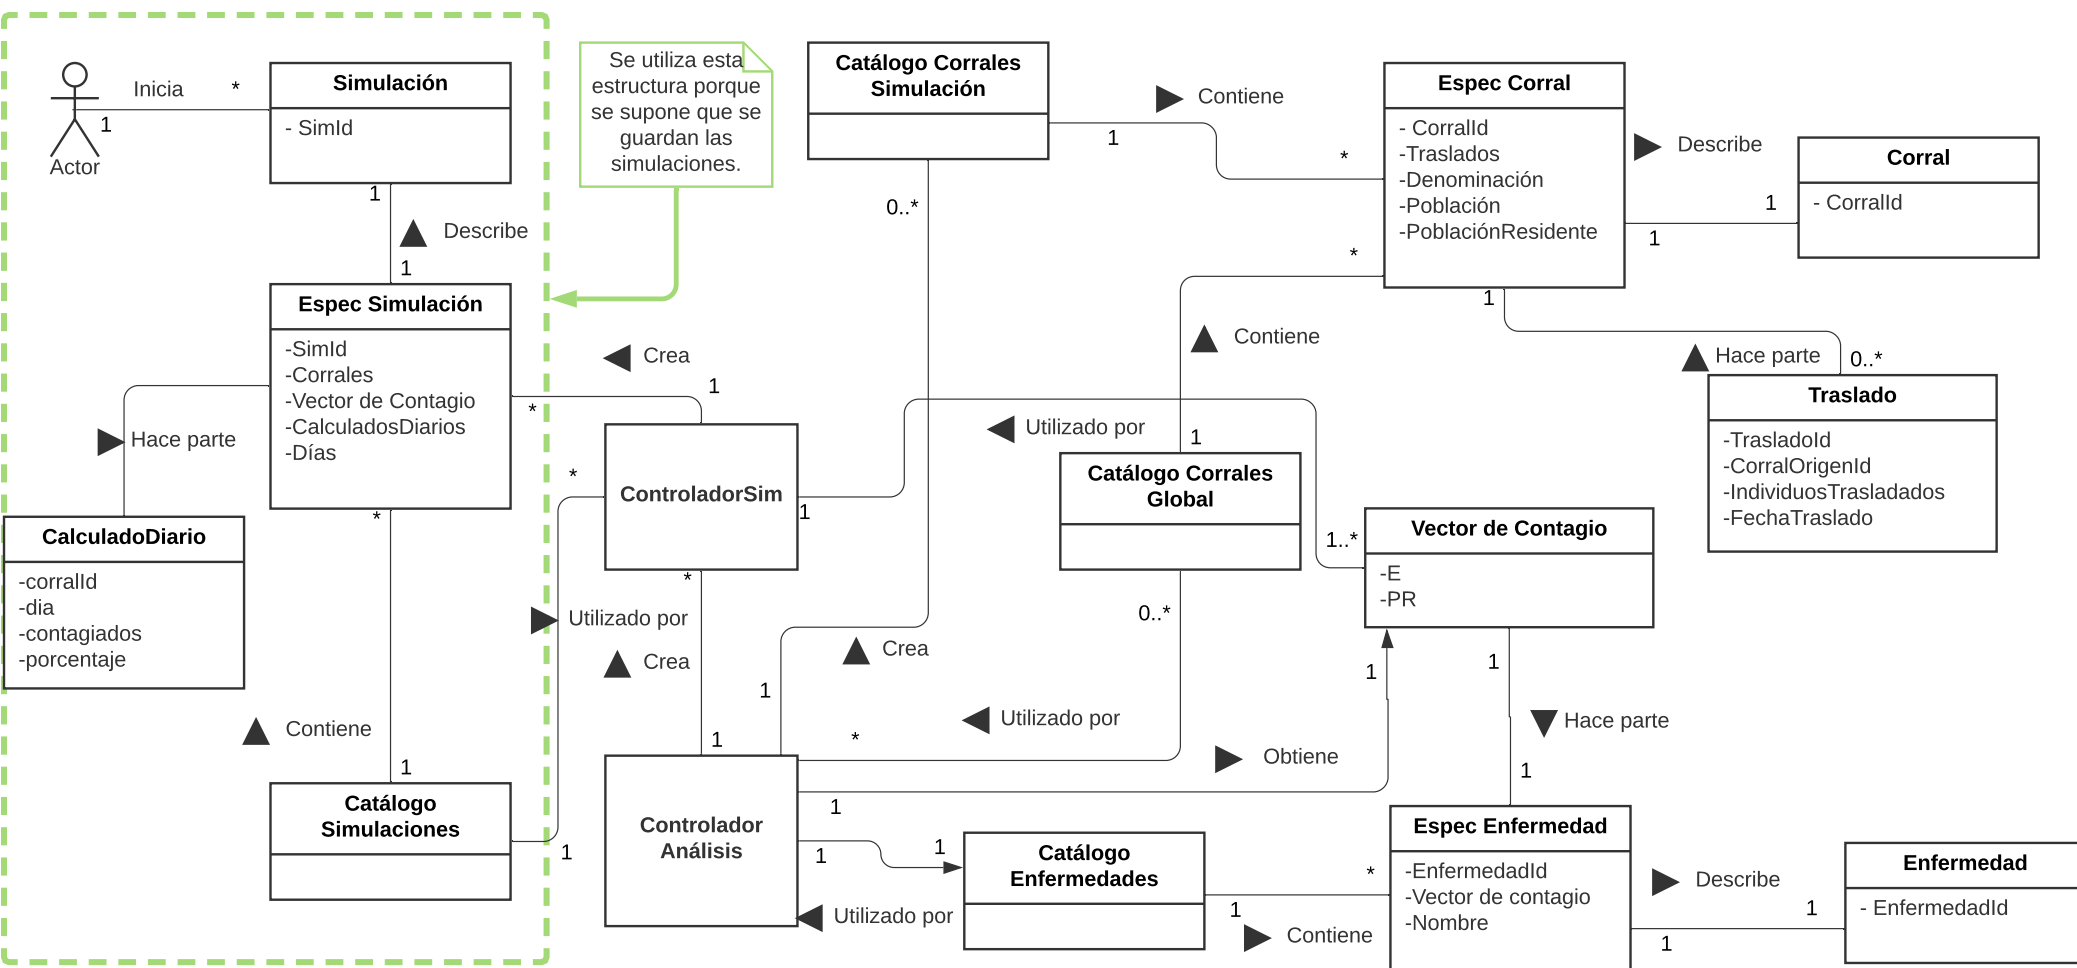 Actor
Inicia
*
1
Simulación
- SimId
1
Describe
1
Espec Simulación
-SimId
-Corrales
-Vector de Contagio
-CalculadosDiarios
-Días
*
Hace parte
CalculadoDiario
-corralId
-dia
-contagiados
-porcentaje
Contiene
1
Catálogo
Simulaciones
1
Se utiliza esta
estructura porque
se supone que se
guardan las
simulaciones.
Crea
1
*
*
ControladorSim
1
*
Utilizado por
Crea
1
Controlador
Análisis
Catálogo Corrales
Simulación
0..*
Crea
1
1
Contiene
*
Espec Corral
- CorralId
-Traslados
-Denominación
-Población
-PoblaciónResidente
Describe
1
1
Corral
- CorralId
*
Contiene
1
1
Hace parte
0..*
Traslado
-TrasladoId
-CorralOrigenId
-IndividuosTrasladados
-FechaTraslado
Utilizado por
Catálogo Corrales
Global
0..*
1..*
Vector de Contagio
-E
-PR
Utilizado por
*
Obtiene
1
1
1
Hace parte
1
1
1
Utilizado por
Catálogo
Enfermedades
1
*
Contiene
Espec Enfermedad
-EnfermedadId
-Vector de contagio
-Nombre
Describe
1
1
Enfermedad
- EnfermedadId